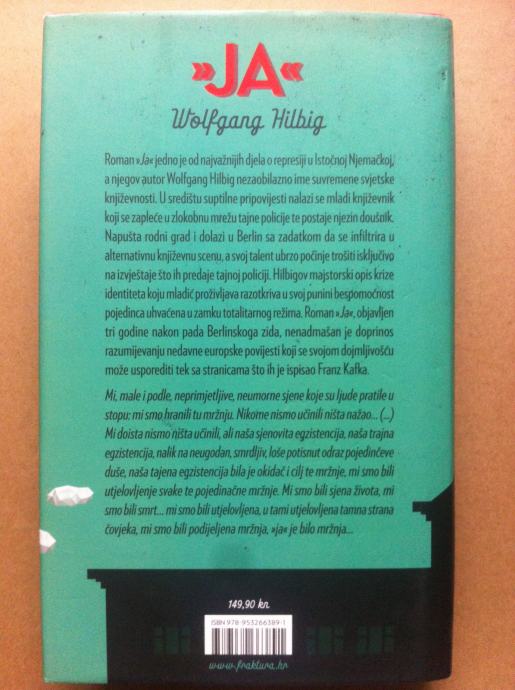 »JA«
Wolfgang Hilbig
Roman »Ja« jedno je od najvažnijih djela o represiji u Istočnoj Njemačkoj,
a njegov autor Wolfgang Hilbig nezaobilazno ime suvremene svjetske
književnosti. U središtu suptilne pripovijesti nalazi se mladi književnik
koji se zapleće u zlokobnu mrežu tajne policije te postaje njezin doušnik.
Napušta rodni grad i dolazi u Berlin sa zadatkom da se infiltrira u
alternativnu književnu scenu, a svoj talent ubrzo počinje trošiti isključivo
na izvještaje što ih predaje tajnoj policiji. Hilbigov majstorski opis krize
identiteta koju mladić proživljava razotkriva u svoj punini bespomoćnost
pojedinca uhvaćena u zamku totalitarnog režima. Roman »Ja«, objavljen
tri godine nakon pada Berlinskoga zida, nenadmašan je doprinos
razumijevanju nedavne europske povijesti koji se svojom dojmljivošću
može usporediti tek sa stranicama što ih je ispisao Franz Kafka.
Mi, male i podle, neprimjetljive, neumorne sjene koje su ljude pratile u
stopu: mi smo hranili tu mržnju. Nikome nismo učinili ništa nažao... (...)
Mi doista nismo ništa učinili, ali naša sjenovita egzistencija, naša trajna
egzistencija, nalik na neugodan, smrdljiv, loše potisnut odraz pojedinčeve
duše, naša tajena egzistencija bila je okidač i cilj te mržnje, mi smo bili
utjelovljenje svake te pojedinačne mržnje. Mi smo bili sjena života, mi
smo bili smrt... mi smo bili utjelovljena, u tami utjelovljena tamna strana
čovjeka, mi smo bili podijeljena mržnja, »ja« je bilo mržnja...
149,90 kn
ISBN 978-953266389-1
www.fraktura.hr